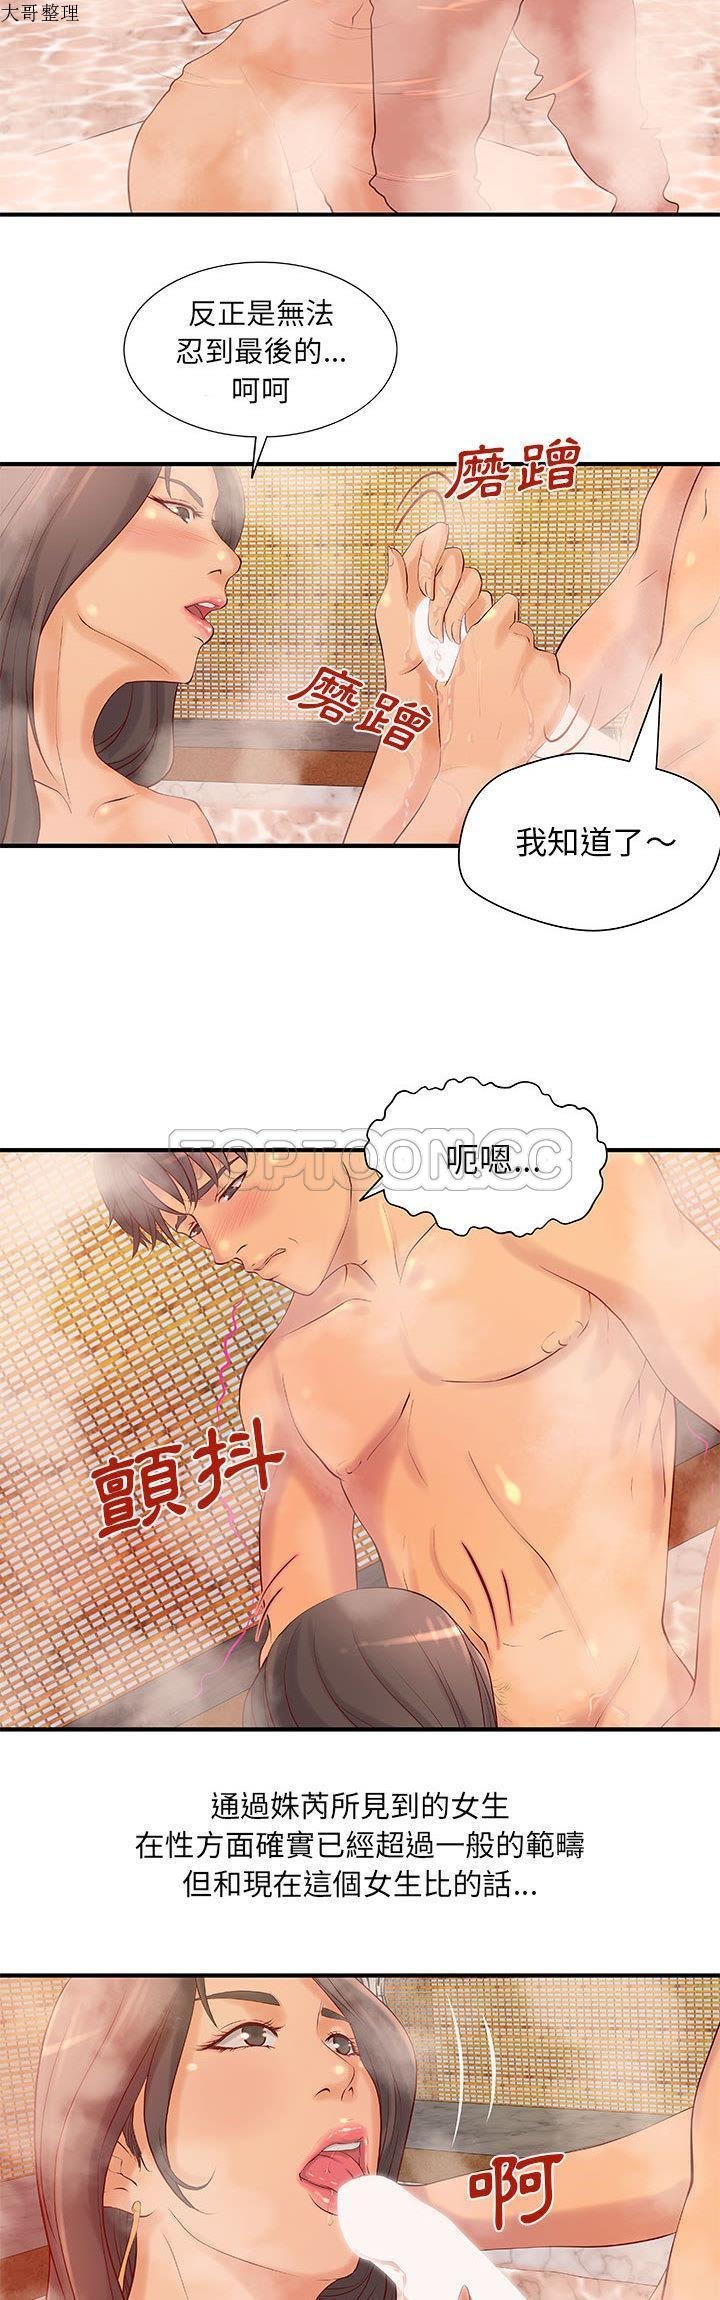 大哥整理
反正是無法
忍到最後的...
呵呵
磨蹭
磨蹭
我知道了～
TOPTOON.CC
呃嗯...
顫抖
通過姝芮所見到的女生
在性方面確實已經超過一般的範疇
但和現在這個女生比的話...
啊